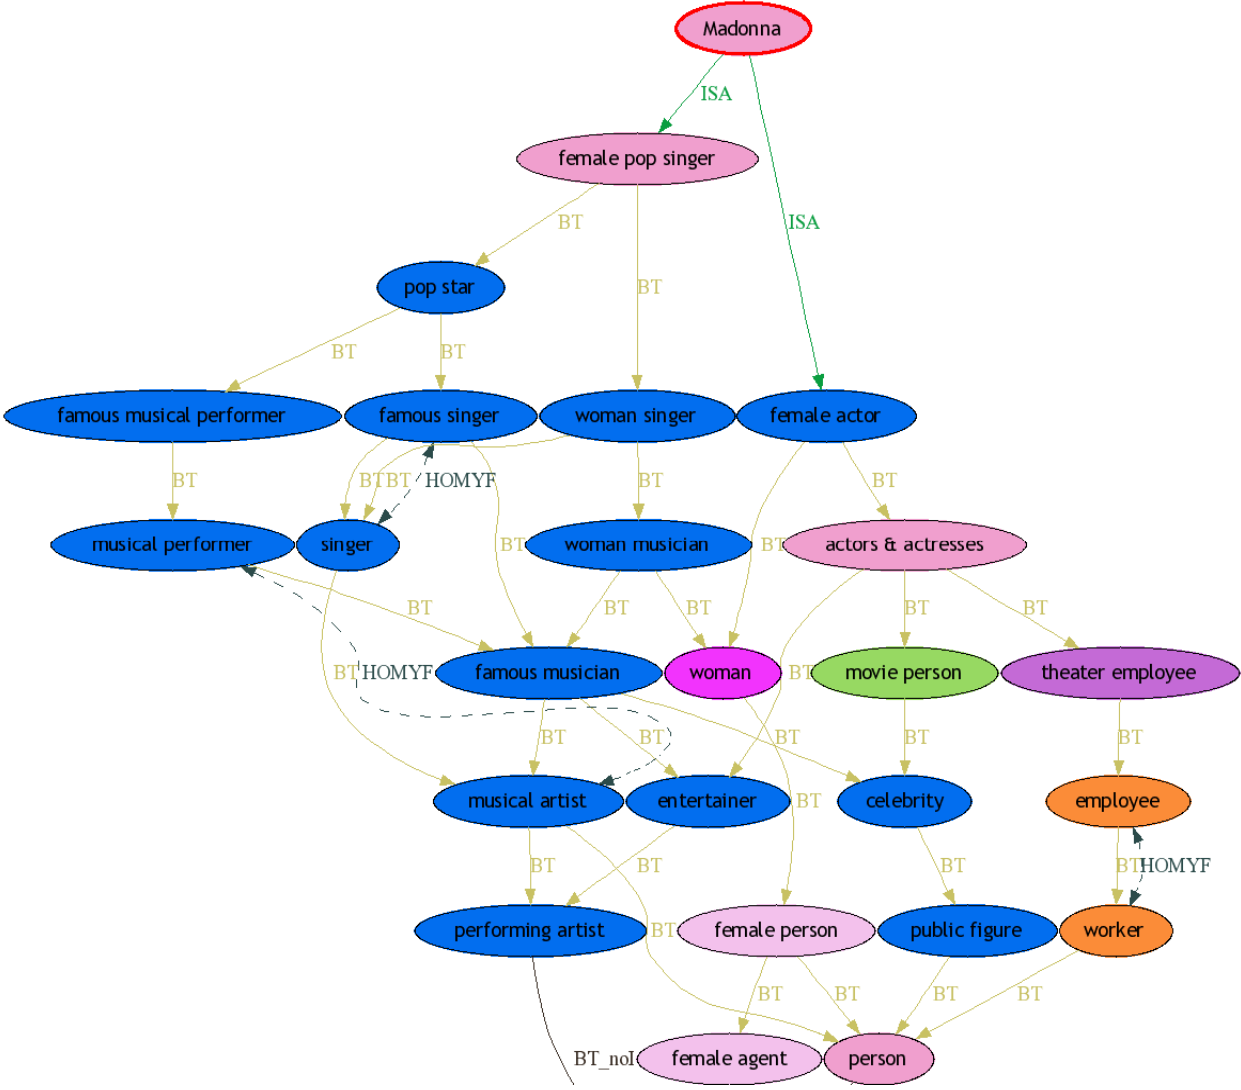 Madonna
ISA
female pop singer
BT
ISA
pop star
BT
BT
BT
famous musical performer
famous singer
woman singer
female actor
BT
BT
BT
HOMYF
BT
BT
musical performer
singer
BT
woman musician
BT
actors & actresses
BT
BT
BT
BT
BT
BT
HOMYF
famous musician
woman
BT
movie person
theater employee
BT
BT
BT
BT
BT
musical artist
entertainer
BT
celebrity
employee
BT
BT
BT
BT
HOMYF
performing artist
BT
female person
public figure
worker
BT
BT
BT
BT
BT_noI
female agent
person